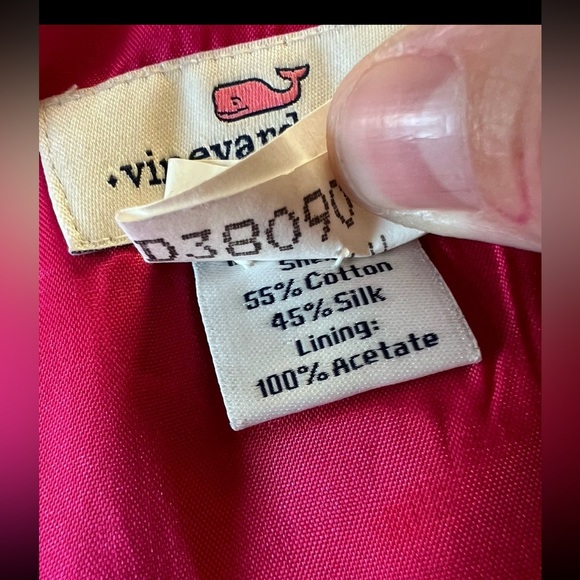 vineyard
D38090
55% Cotton
45% Silk
Lining:
100% Acetate